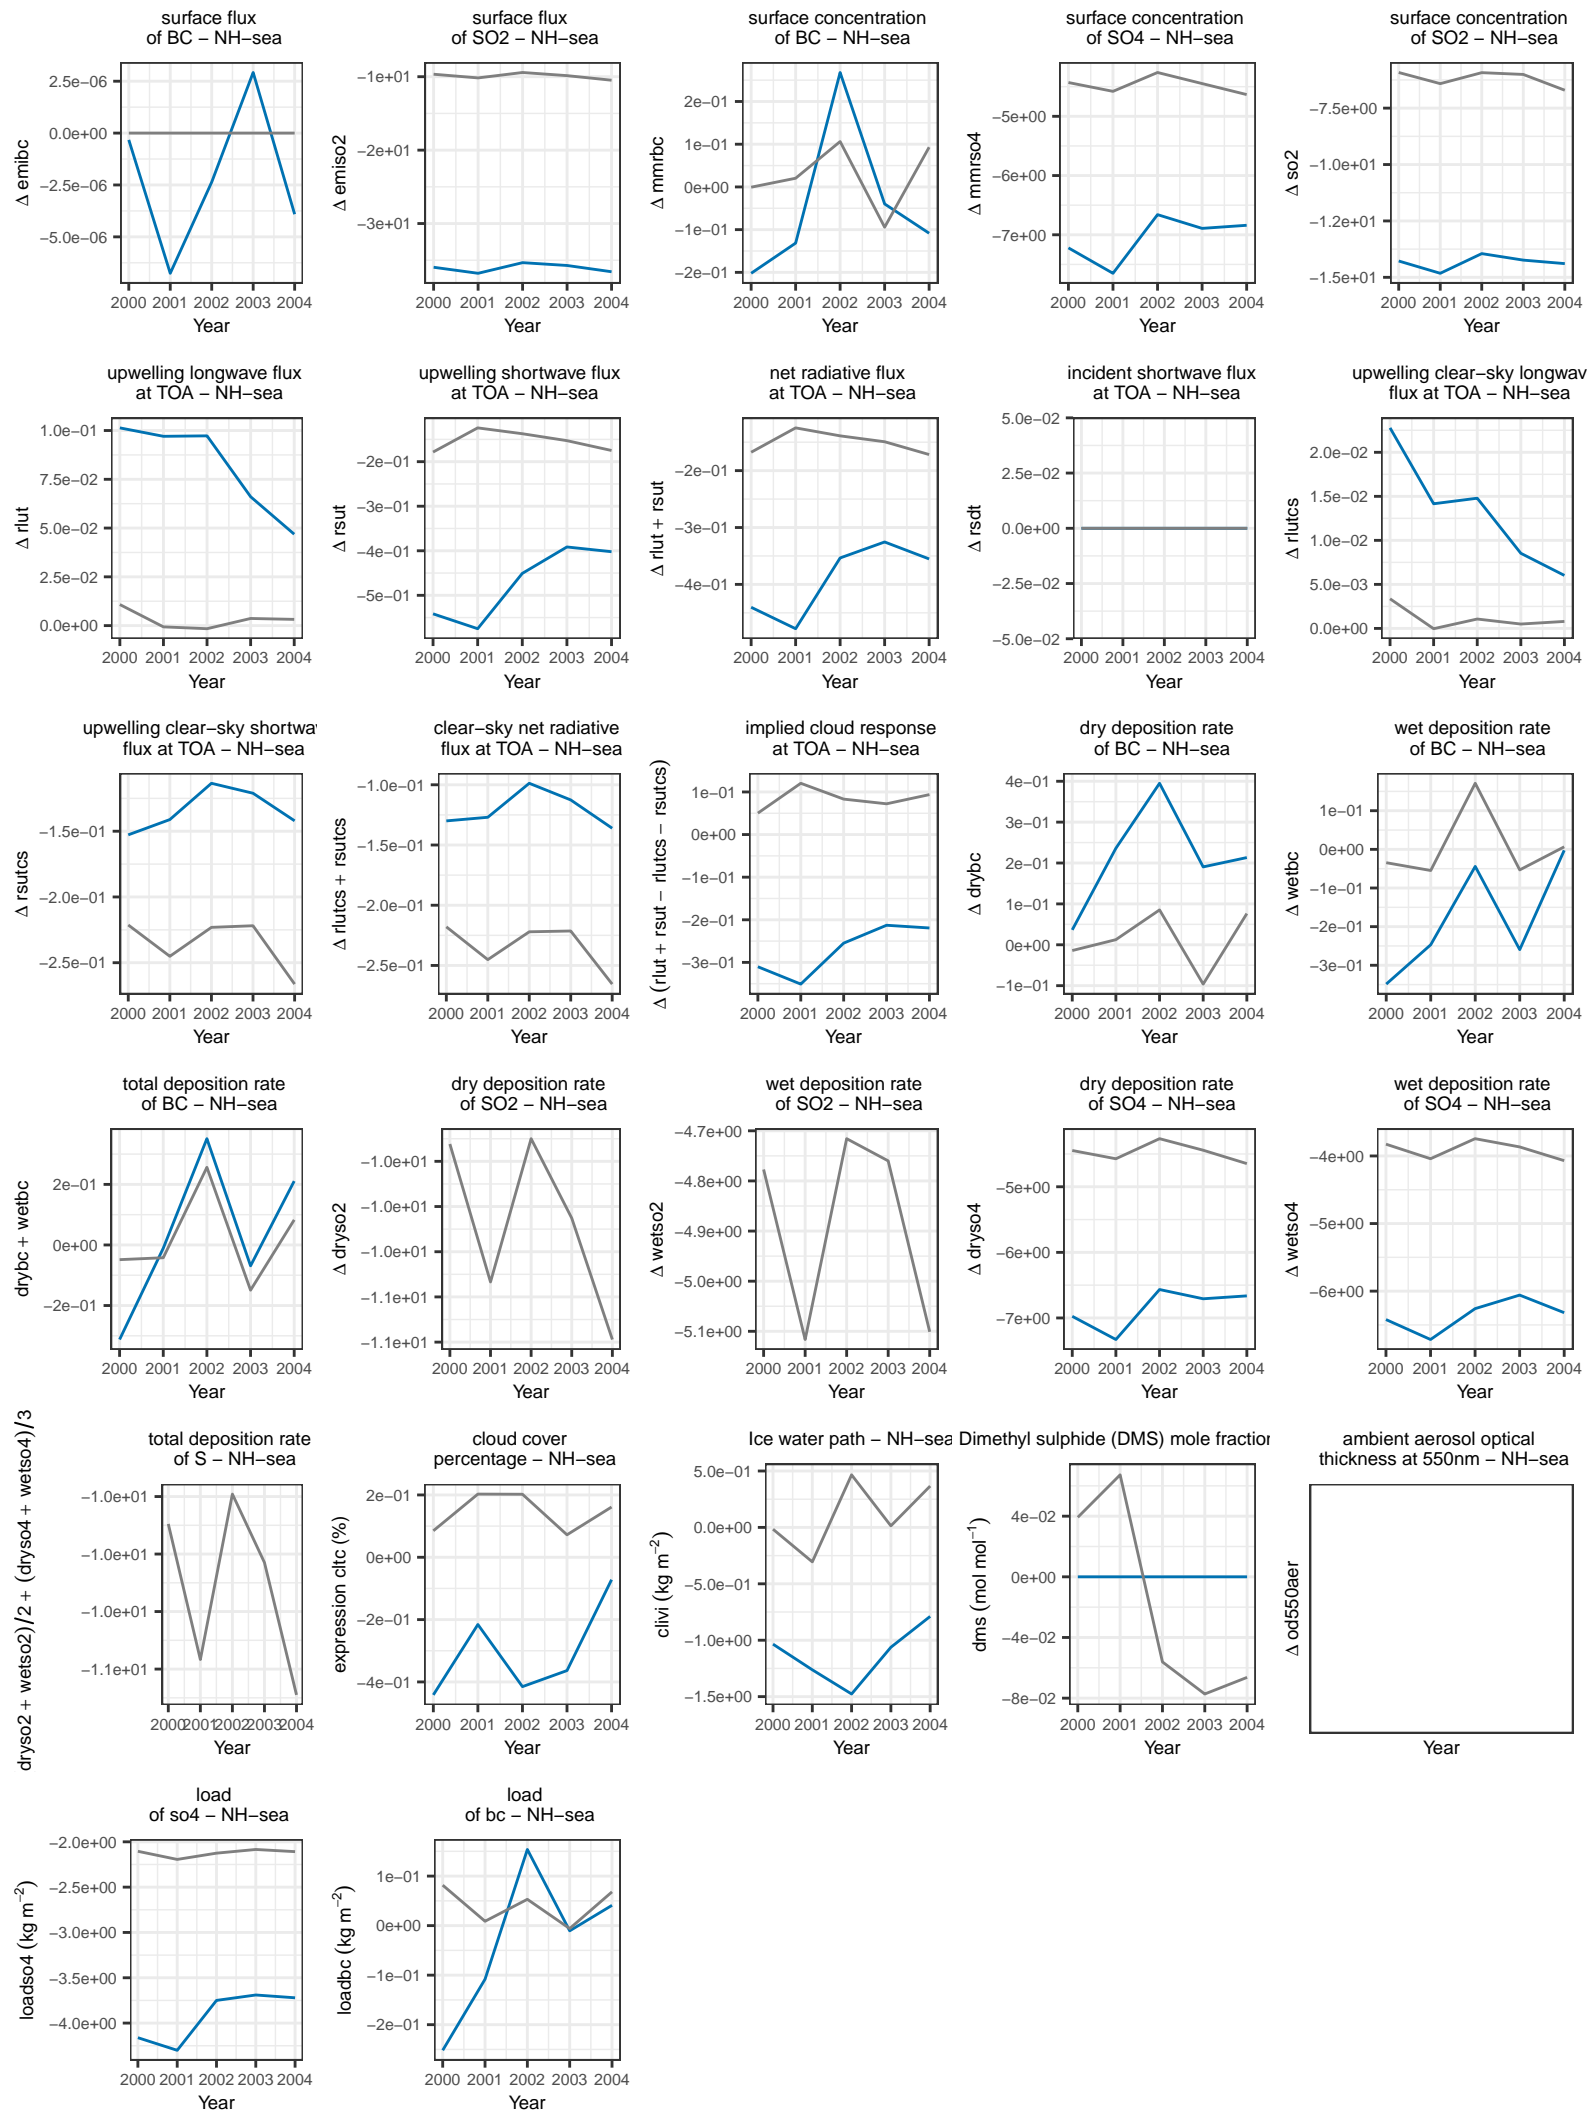 surface flux
of BC − NH−sea
Δ emibc
2.5e−06
0.0e+00
−2.5e−06
−5.0e−06
2000 2001 2002 2003 2004
Year
surface flux
of SO2 − NH−sea
Δ emiso2
−1e+01
−2e+01
−3e+01
2000 2001 2002 2003 2004
Year
surface concentration
of BC − NH−sea
Δ mmrbc
2e−01
1e−01
0e+00
−1e−01
−2e−01
2000 2001 2002 2003 2004
Year
surface concentration
of SO4 − NH−sea
Δ mmrso4
−5e+00
−6e+00
−7e+00
2000 2001 2002 2003 2004
Year
surface concentration
of SO2 − NH−sea
Δ so2
−7.5e+00
−1.0e+01
−1.2e+01
−1.5e+01
2000 2001 2002 2003 2004
Year
upwelling longwave flux
at TOA − NH−sea
Δ rlut
1.0e−01
7.5e−02
5.0e−02
2.5e−02
0.0e+00
2000 2001 2002 2003 2004
Year
upwelling shortwave flux
at TOA − NH−sea
Δ rsut
−2e−01
−3e−01
−4e−01
−5e−01
2000 2001 2002 2003 2004
Year
net radiative flux
at TOA − NH−sea
Δ rlut + rsut
−2e−01
−3e−01
−4e−01
2000 2001 2002 2003 2004
Year
incident shortwave flux
at TOA − NH−sea
Δ rsdt
5.0e−02
2.5e−02
0.0e+00
−2.5e−02
−5.0e−02
2000 2001 2002 2003 2004
Year
upwelling clear−sky longwav
flux at TOA − NH−sea
Δ rlutcs
2.0e−02
1.5e−02
1.0e−02
5.0e−03
0.0e+00
2000 2001 2002 2003 2004
Year
upwelling clear−sky shortwav
flux at TOA − NH−sea
Δ rsutcs
−1.5e−01
−2.0e−01
−2.5e−01
2000 2001 2002 2003 2004
Year
clear−sky net radiative
flux at TOA − NH−sea
Δ rlutcs + rsutcs
−1.0e−01
−1.5e−01
−2.0e−01
−2.5e−01
2000 2001 2002 2003 2004
Year
implied cloud response
at TOA − NH−sea
Δ (rlut + rsut − rlutcs − rsutcs)
1e−01
0e+00
−1e−01
−2e−01
−3e−01
2000 2001 2002 2003 2004
Year
dry deposition rate
of BC − NH−sea
Δ drybc
4e−01
3e−01
2e−01
1e−01
0e+00
−1e−01
2000 2001 2002 2003 2004
Year
wet deposition rate
of BC − NH−sea
Δ wetbc
1e−01
0e+00
−1e−01
−2e−01
−3e−01
2000 2001 2002 2003 2004
Year
total deposition rate
of BC − NH−sea
drybc + wetbc
2e−01
0e+00
−2e−01
2000 2001 2002 2003 2004
Year
dry deposition rate
of SO2 − NH−sea
Δ dryso2
−1.0e+01
−1.0e+01
−1.0e+01
−1.1e+01
−1.1e+01
2000 2001 2002 2003 2004
Year
wet deposition rate
of SO2 − NH−sea
Δ wetso2
−4.7e+00
−4.8e+00
−4.9e+00
−5.0e+00
−5.1e+00
2000 2001 2002 2003 2004
Year
dry deposition rate
of SO4 − NH−sea
Δ dryso4
−5e+00
−6e+00
−7e+00
2000 2001 2002 2003 2004
Year
wet deposition rate
of SO4 − NH−sea
Δ wetso4
−4e+00
−5e+00
−6e+00
2000 2001 2002 2003 2004
Year
total deposition rate
of S − NH−sea
dryso2 + wetso2)/2 + (dryso4 + wetso4)/3
−1.0e+01
−1.0e+01
−1.0e+01
−1.1e+01
2000 2001 2002 2003 2004
Year
cloud cover
percentage − NH−sea
expression cltc (%)
2e−01
0e+00
−2e−01
−4e−01
2000 2001 2002 2003 2004
Year
Ice water path − NH−sea
clivi (kg m−2)
5.0e−01
0.0e+00
−5.0e−01
−1.0e+00
−1.5e+00
2000 2001 2002 2003 2004
Year
Dimethyl sulphide (DMS) mole fraction
dms (mol mol−1)
4e−02
0e+00
−4e−02
−8e−02
2000 2001 2002 2003 2004
Year
ambient aerosol optical
thickness at 550nm − NH−sea
Δ od550aer
Year
load
of so4 − NH−sea
loadso4 (kg m−2)
−2.0e+00
−2.5e+00
−3.0e+00
−3.5e+00
−4.0e+00
2000 2001 2002 2003 2004
Year
load
of bc − NH−sea
loadbc (kg m−2)
1e−01
0e+00
−1e−01
−2e−01
2000 2001 2002 2003 2004
Year